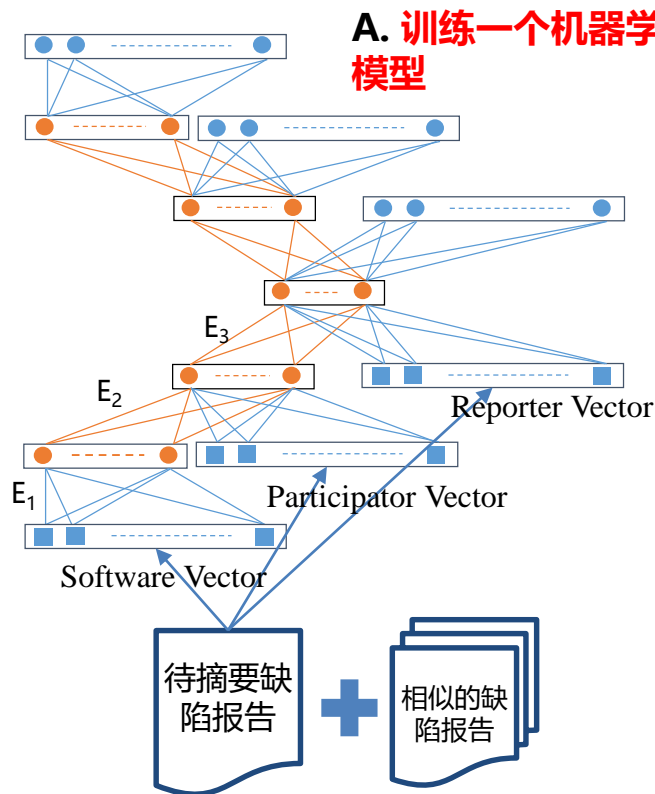 A. 训练一个机器学
模型
E3
E2
Reporter Vector
E1
Participator Vector
Software Vector
待摘要缺
陷报告
相似的缺
陷报告